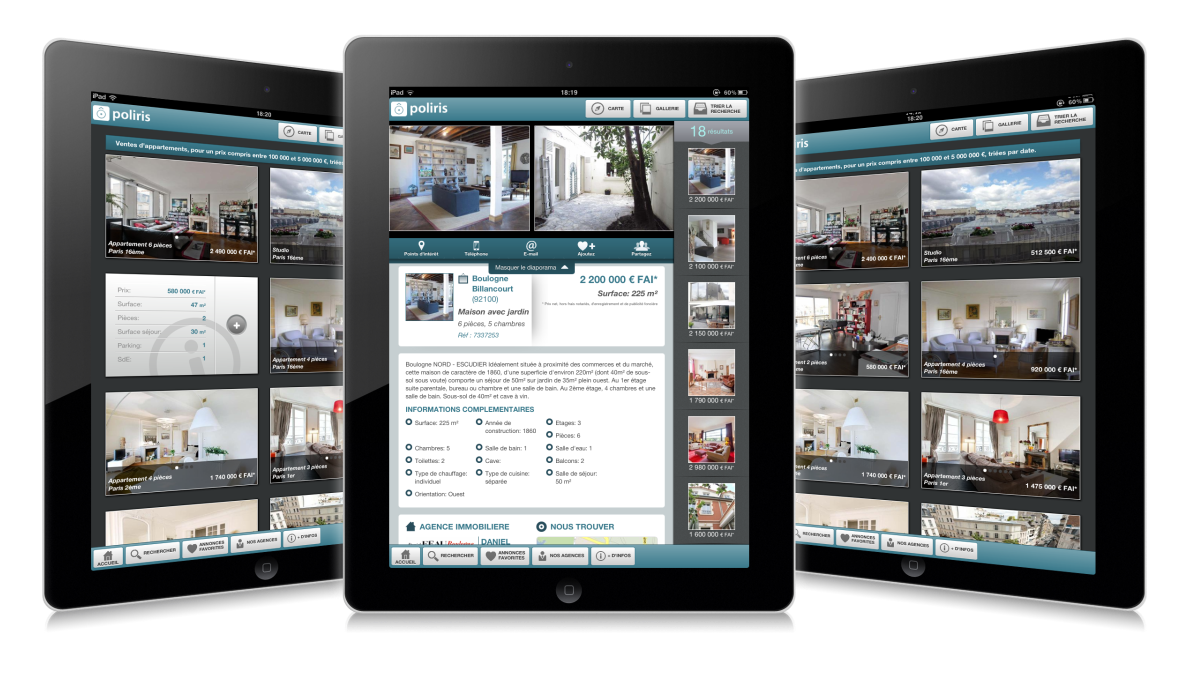 iPad
18:20
poliris
CARTE
Ventes d'appartements, pour un prix compris entre 100 000 et 5 000 000 €, triées
Appartement 6 pièces
Paris 16ème
2 490 000 € FAI*
Studio
Paris 16ème
Prix:
580 000 € FAI*
Surface:
47 m²
Pièces:
2
Surface séjour:
30 m²
Parking:
1
SdE:
1
Appartement 4 pièces
Paris 16ème
Appartement 4 pièces
Paris 2ème
1 740 000 € FAI*
Appartement 3 pièces
Paris 1er
ACCUEIL
RECHERCHER
ANNONCES
FAVORITES
NOS AGENCES
+ D'INFOS
iPad
18:19
60%
poliris
CARTE
GALLERIE
TRIER LA
RECHERCHE
18 résultats
2 200 000 € FAI*
2 100 000 € FAI*
2 150 000 € FAI*
1 790 000 € FAI*
2 980 000 € FAI*
1 600 000 € FAI*
Points d'intérêt
Téléphone
E-mail
Ajoutez
Partagez
Masquer le diaporama
Boulogne
Billancourt
(92100)
Maison avec jardin
6 pièces, 5 chambres
Réf : 7337253
2 200 000 € FAI*
Surface: 225 m²
Boulogne NORD - ESCUDIER Idéalement située à proximité des commerces et du marché,
cette maison de caractère de 1860, d'une superficie d'environ 220m² (dont 40m² de sous-
sol sous voute) comporte un séjour de 50m² sur jardin de 35m² plein ouest. Au 1er étage
suite parentale, bureau ou chambre et une salle de bain. Au 2ème étage, 4 chambres et une
salle de bain. Sous-sol de 40m² et cave à vin.
INFORMATIONS COMPLEMENTAIRES
Surface: 225 m²
Année de
construction: 1860
Etages: 3
Pièces: 6
Chambres: 5
Salle de bain: 1
Salle d'eau: 1
Toilettes: 2
Cave:
Balcons: 2
Type de chauffage:
individuel
Type de cuisine:
séparée
Salle de séjour:
50 m²
Orientation: Ouest
AGENCE IMMOBILIERE
NOUS TROUVER
DANIEL
ACCUEIL
RECHERCHER
ANNONCES
FAVORITES
NOS AGENCES
+ D'INFOS
18:20
60%
ris
CARTE
GALLERIE
TRIER LA
RECHERCHE
d'appartements, pour un prix compris entre 100 000 et 5 000 000 €, triées par date.
ement 6 pièces
6ème
2 490 000 € FAI*
Studio
Paris 16ème
512 500 € FAI*
ement 2 pièces
16ème
580 000 € FAI*
Appartement 4 pièces
Paris 16ème
920 000 € FAI*
ment 4 pièces
ème
1 740 000 € FAI*
Appartement 3 pièces
Paris 1er
1 475 000 € FAI*
RECHERCHER
ANNONCES
FAVORITES
NOS AGENCES
+ D'INFOS